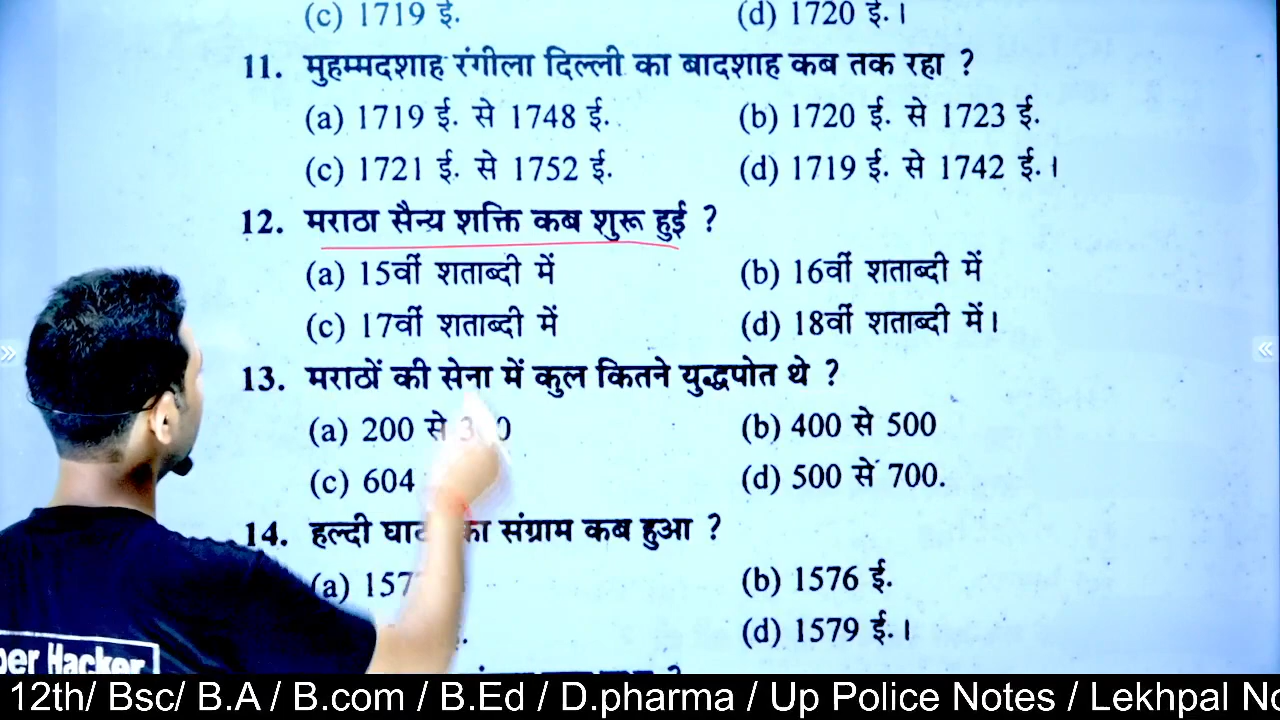 (c) 1719 ई. (d) 1720 ई.।
11. मुहम्मदशाह रंगीला दिल्ली का बादशाह कब तक रहा ?
(a) 1719 ई. से 1748 ई. (b) 1720 ई. से 1723 ई.
(c) 1721 ई. से 1752 ई. (d) 1719 ई. से 1742 ई.।
12. मराठा सैन्य शक्ति कब शुरू हुई ?
(a) 15वीं शताब्दी में (b) 16वीं शताब्दी में
(c) 17वीं शताब्दी में (d) 18वीं शताब्दी में।
13. मराठों की सेना में कुल कितने युद्धपोत थे ?
(a) 200 से (b) 400 से 500
(c) 604 (d) 500 से 700.
14. हल्दी का संग्राम कब हुआ ?
(a) (b) 1576 ई.
(d) 1579 ई.।
Hacker
12th/ Bsc/ B.A / B.com / B.Ed / D.pharma / Up Police Notes / Lekhpal